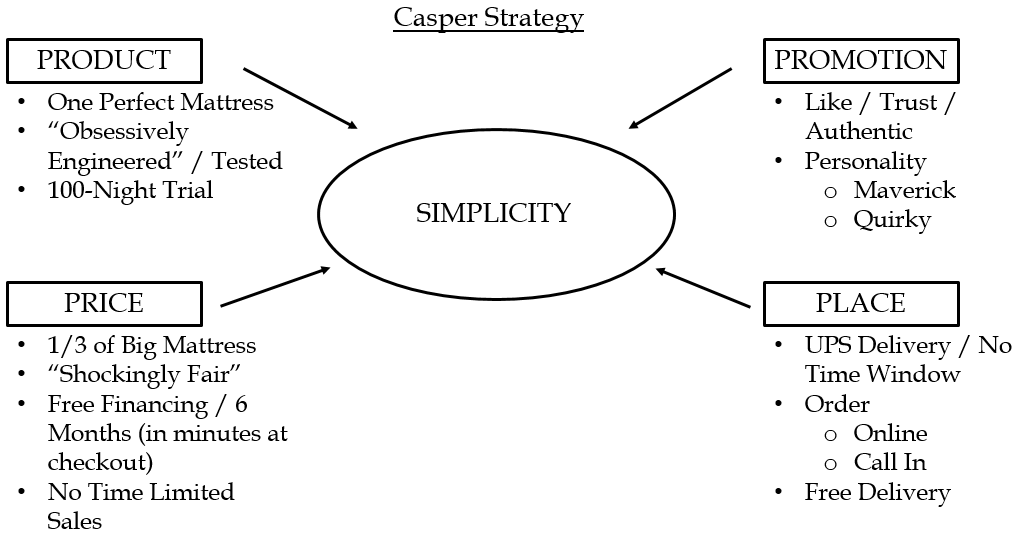 Casper Strategy
PRODUCT
• One Perfect Mattress
• “Obsessively
Engineered” / Tested
• 100-Night Trial
PROMOTION
• Like / Trust /
Authentic
• Personality
o Maverick
o Quirky
SIMPLICITY
PRICE
• 1/3 of Big Mattress
• “Shockingly Fair”
• Free Financing / 6
Months (in minutes at
checkout)
• No Time Limited
Sales
PLACE
• UPS Delivery / No
Time Window
• Order
o Online
o Call In
• Free Delivery